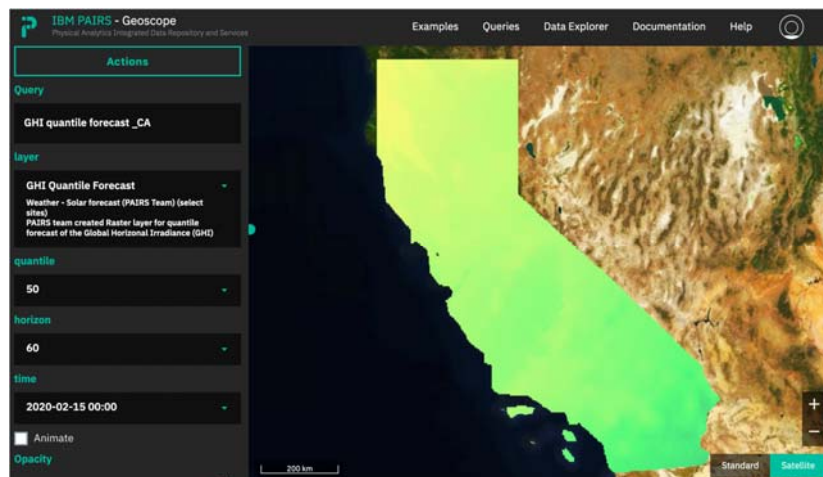 IBM PAIRS - Geoscope
Physical Analytics Integrated Data Repository and Services
Examples
Queries
Data Explorer
Documentation
Help
Actions
Query
GHI quantile forecast _CA
layer
GHI Quantile Forecast
Weather - Solar forecast (PAIRS Team) (select
sites)
PAIRS team created Raster layer for quantile
forecast of the Global Horizonal Irradiance (GHI)
quantile
50
horizon
60
time
2020-02-15 00:00
Animate
Opacity
200 km
+
−
Standard
Satellite